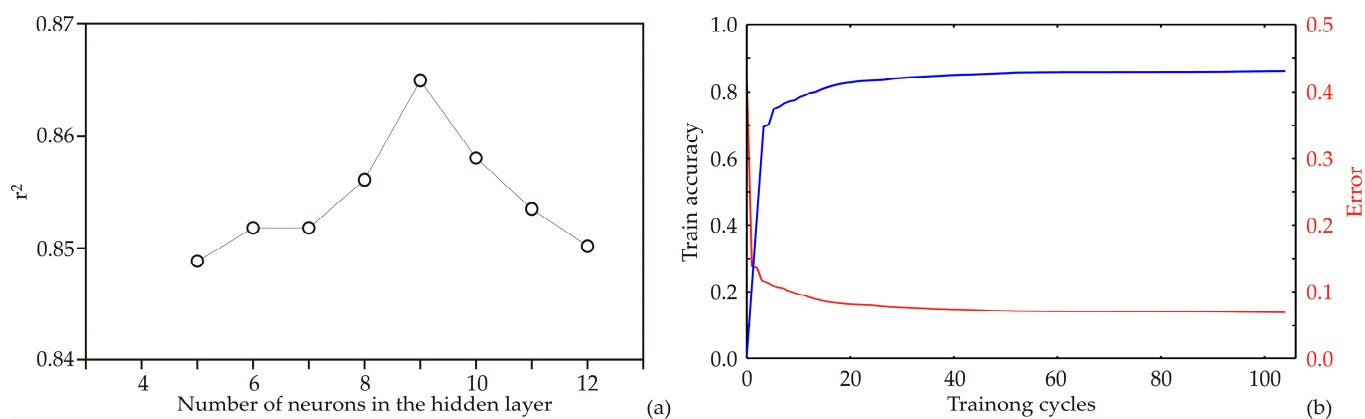 0.87
0.86
0.85
0.84
r²
4 6 8 10 12
Number of neurons in the hidden layer
(a)
1.0
0.8
0.6
0.4
0.2
0.0
Train accuracy
0.5
0.4
0.3
0.2
0.1
0.0
Error
0 20 40 60 80 100
Trainong cycles
(b)